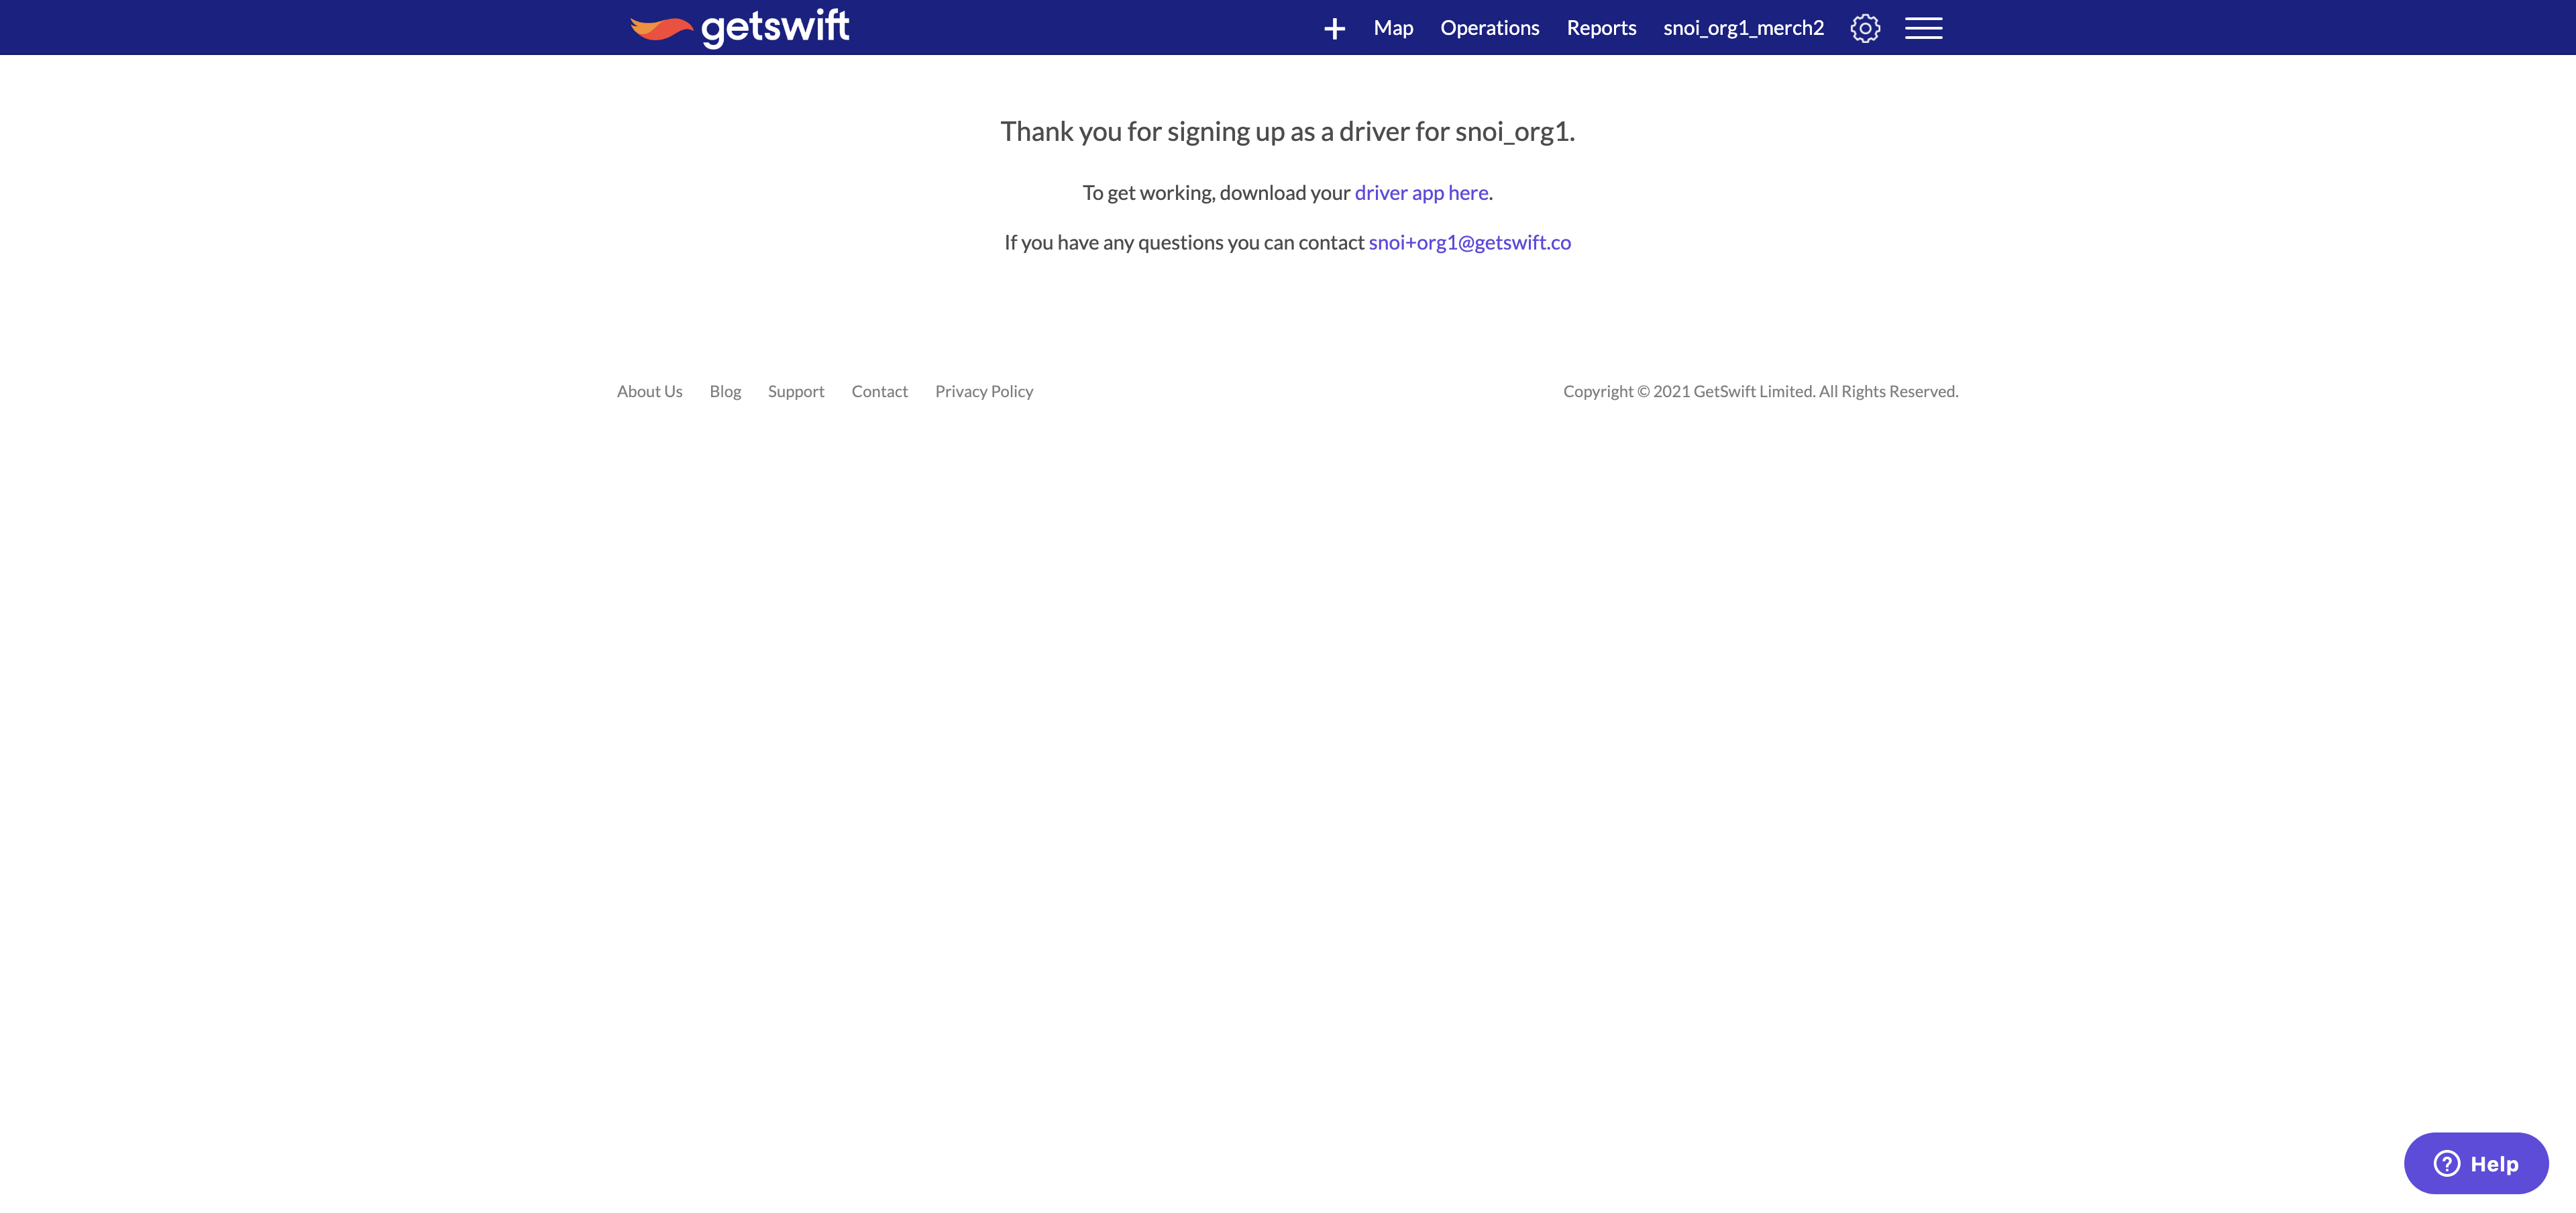 getswift
+ Map Operations Reports snoi_org1_merch2
Thank you for signing up as a driver for snoi_org1.
To get working, download your driver app here.
If you have any questions you can contact snoi+org1@getswift.co
About Us Blog Support Contact Privacy Policy Copyright © 2021 GetSwift Limited. All Rights Reserved.
? Help